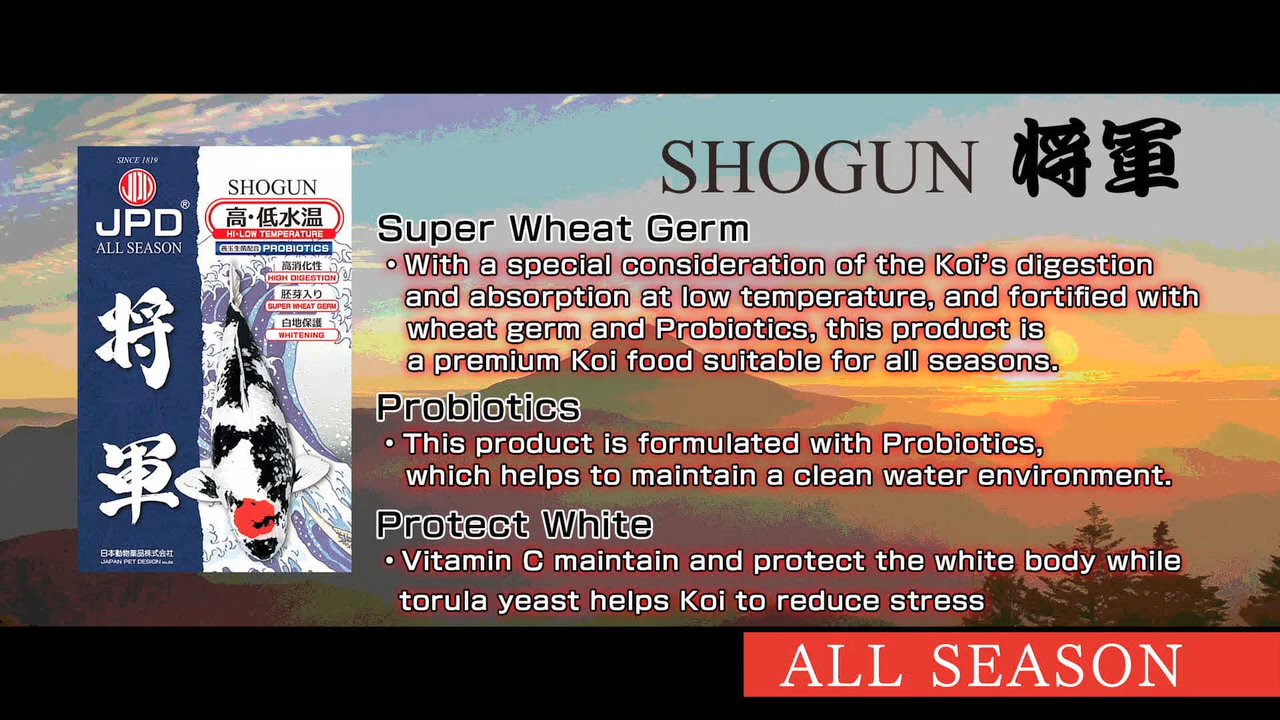 SHOGUN 将軍
SINCE 1819
JPD®
ALL SEASON
将軍
日本動物薬品株式会社
JAPAN PET DESIGN
SHOGUN
高・低水温
HI-LOW TEMPERATURE
善玉生菌配合 PROBIOTICS
高消化性
HIGH DIGESTION
胚芽入り
SUPER WHEAT GERM
白地保護
WHITENING
Super Wheat Germ
・With a special consideration of the Koi's digestion
and absorption at low temperature, and fortified with
wheat germ and Probiotics, this product is
a premium Koi food suitable for all seasons.
Probiotics
・This product is formulated with Probiotics,
which helps to maintain a clean water environment.
Protect White
・Vitamin C maintain and protect the white body while
torula yeast helps Koi to reduce stress
ALL SEASON